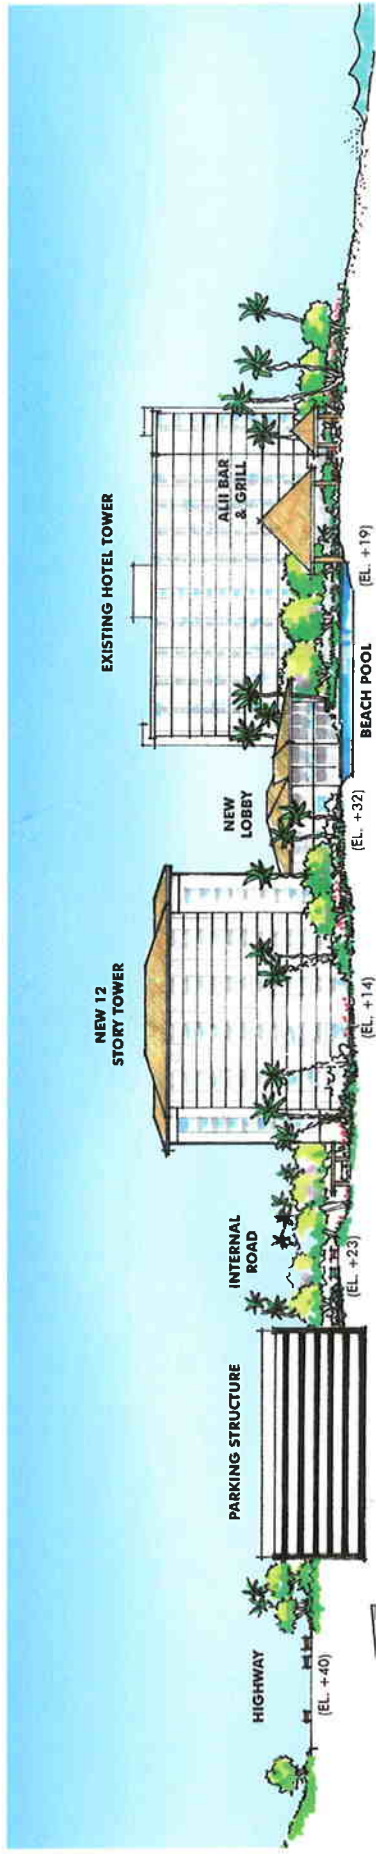 HIGHWAY
(EL. +40)
PARKING STRUCTURE
INTERNAL
ROAD
(EL. +23)
NEW 12
STORY TOWER
(EL. +14)
NEW
LOBBY
(EL. +32)
EXISTING HOTEL TOWER
BEACH POOL
(EL. +19)
ALII BAR
& GRILL